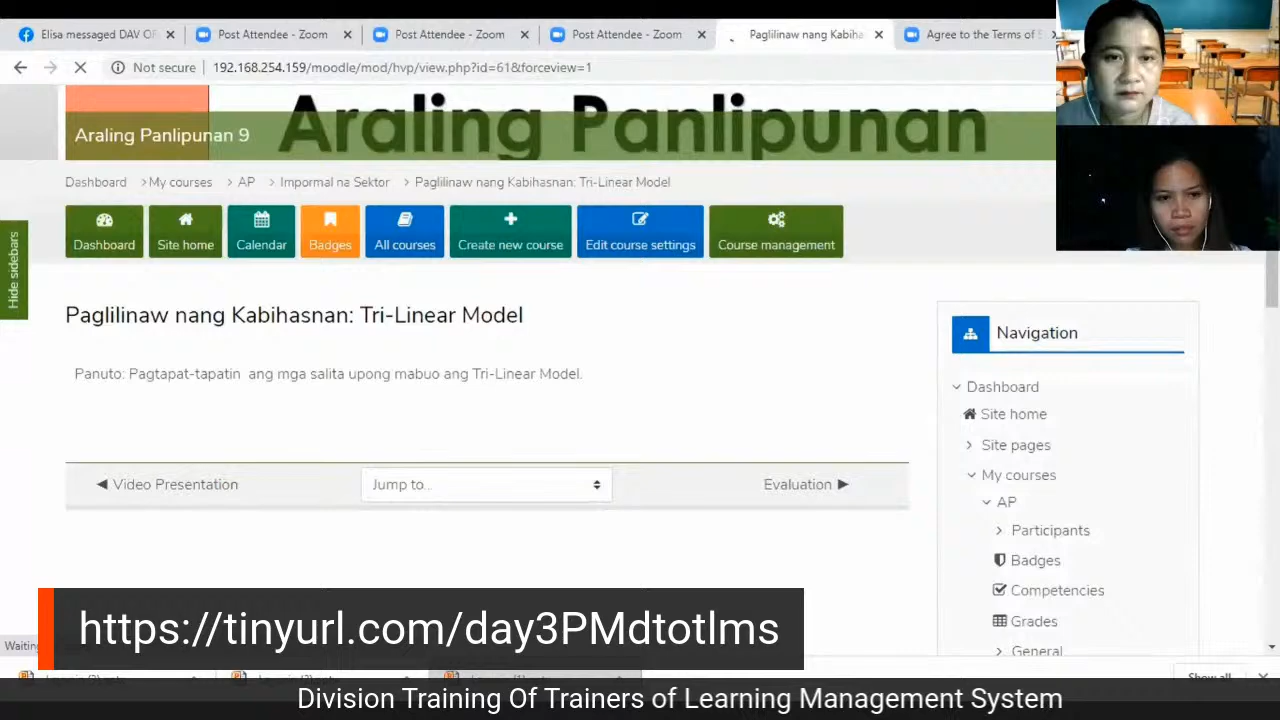 Elisa messaged DAV OR
Post Attendee - Zoom
Post Attendee - Zoom
Post Attendee - Zoom
Paglilinaw nang Kabiha
Agree to the Terms of
Not secure
192.168.254.159/moodle/mod/hvp/view.php?id=61&forceview=1
Araling Panlipunan
Araling Panlipunan 9
Dashboard > My courses > AP > Impormal na Sektor > Paglilinaw nang Kabihasnan: Tri-Linear Model
Dashboard
Site home
Calendar
Badges
All courses
Create new course
Edit course settings
Course management
Hide sidebars
Paglilinaw nang Kabihasnan: Tri-Linear Model
Panuto: Pagtapat-tapatin ang mga salita upong mabuo ang Tri-Linear Model.
◀ Video Presentation
Jump to...
Evaluation ▶
Navigation
Dashboard
Site home
Site pages
My courses
AP
Participants
Badges
Competencies
Grades
General
https://tinyurl.com/day3PMdtotlms
Waiting
Show all
Division Training Of Trainers of Learning Management System